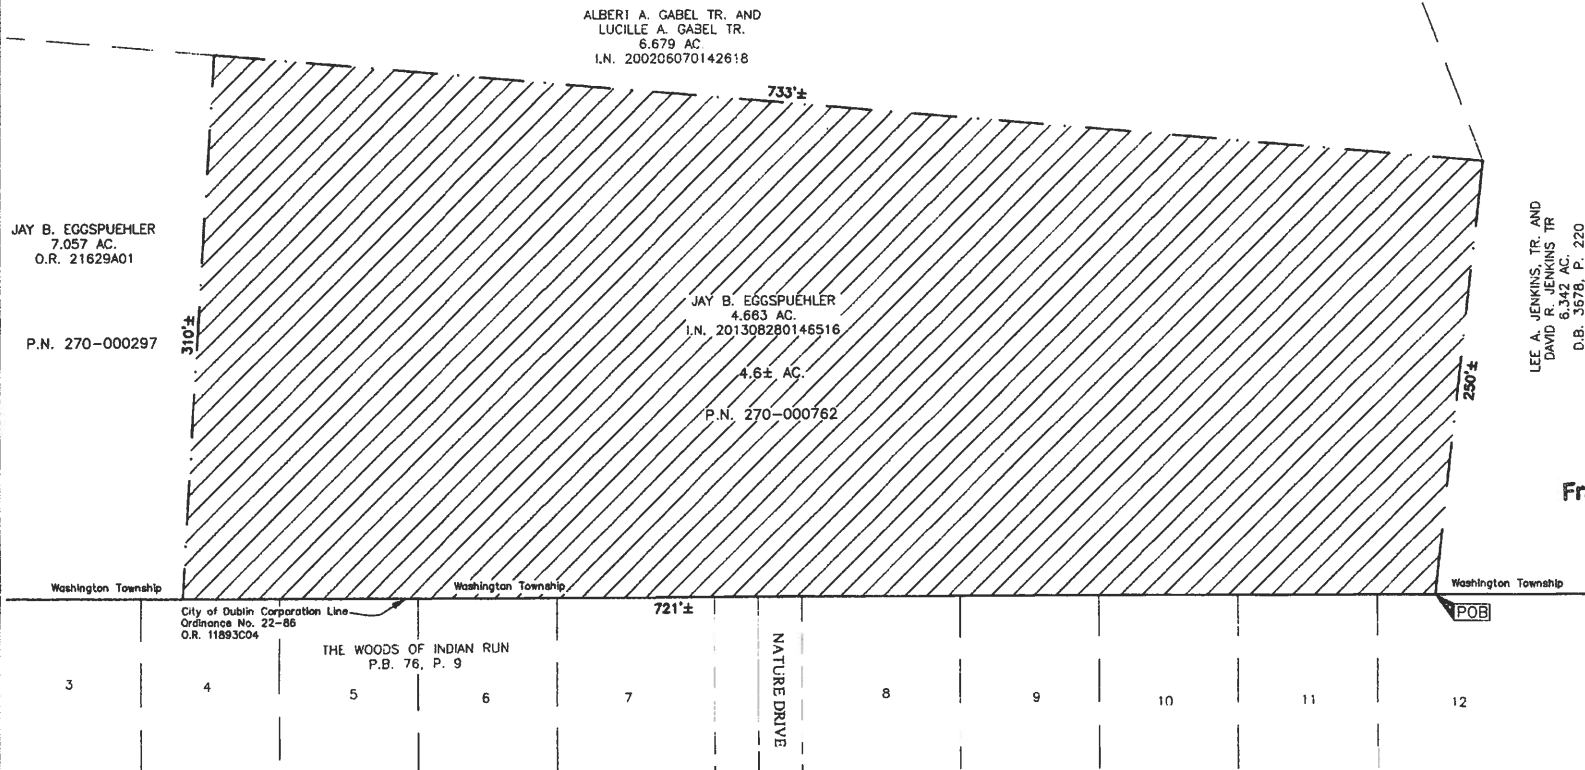 ALBERT A. GABEL TR. AND
LUCILLE A. GABEL TR.
6.679 AC.
I.N. 200206070142618
733'±
JAY B. EGGSPUEHLER
7.057 AC.
O.R. 21629A01
P.N. 270-000297
310'±
JAY B. EGGSPUEHLER
4.663 AC.
I.N. 201308280146516
4.6± AC.
P.N. 270-000762
250'±
LEE A. JENKINS, TR. AND
DAVID R. JENKINS TR
6.342 AC.
D.B. 3678, P. 220
Fr
Washington Township
Washington Township
Washington Township
City of Dublin Corporation Line
Ordinance No. 22-86
O.R. 11893C04
721'±
POB
THE WOODS OF INDIAN RUN
P.B. 76, P. 9
NATURE DRIVE
3
4
5
6
7
8
9
10
11
12